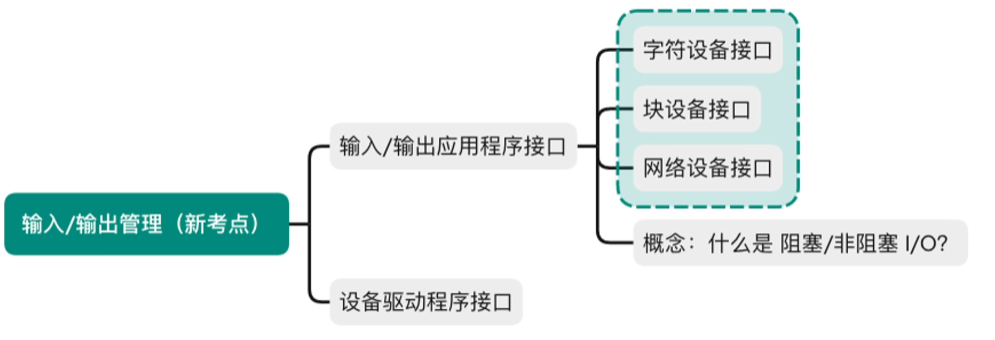 输入/输出管理（新考点）
输入/输出应用程序接口
字符设备接口
块设备接口
网络设备接口
概念：什么是 阻塞/非阻塞 I/O?
设备驱动程序接口